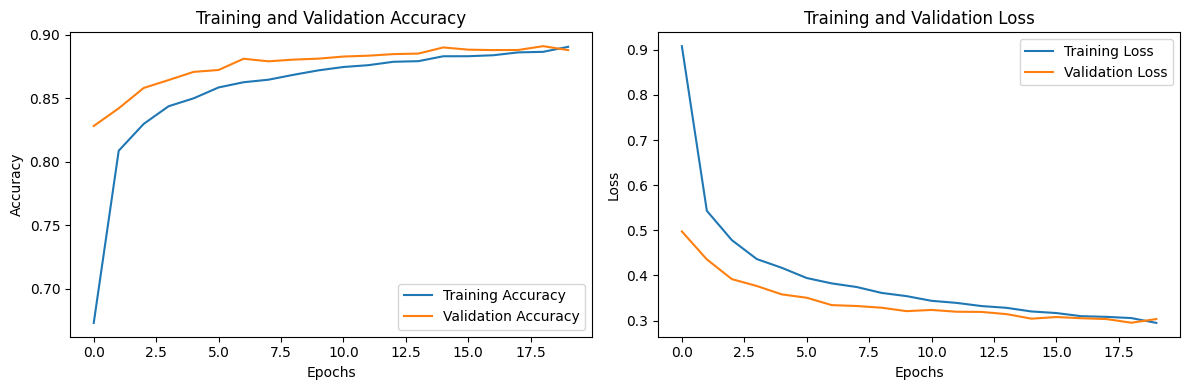 Training and Validation Accuracy
0.90
0.85
0.80
0.75
0.70
Accuracy
Training Accuracy
Validation Accuracy
0.0 2.5 5.0 7.5 10.0 12.5 15.0 17.5
Epochs
Training and Validation Loss
0.9
0.8
0.7
0.6
0.5
0.4
0.3
Loss
Training Loss
Validation Loss
0.0 2.5 5.0 7.5 10.0 12.5 15.0 17.5
Epochs